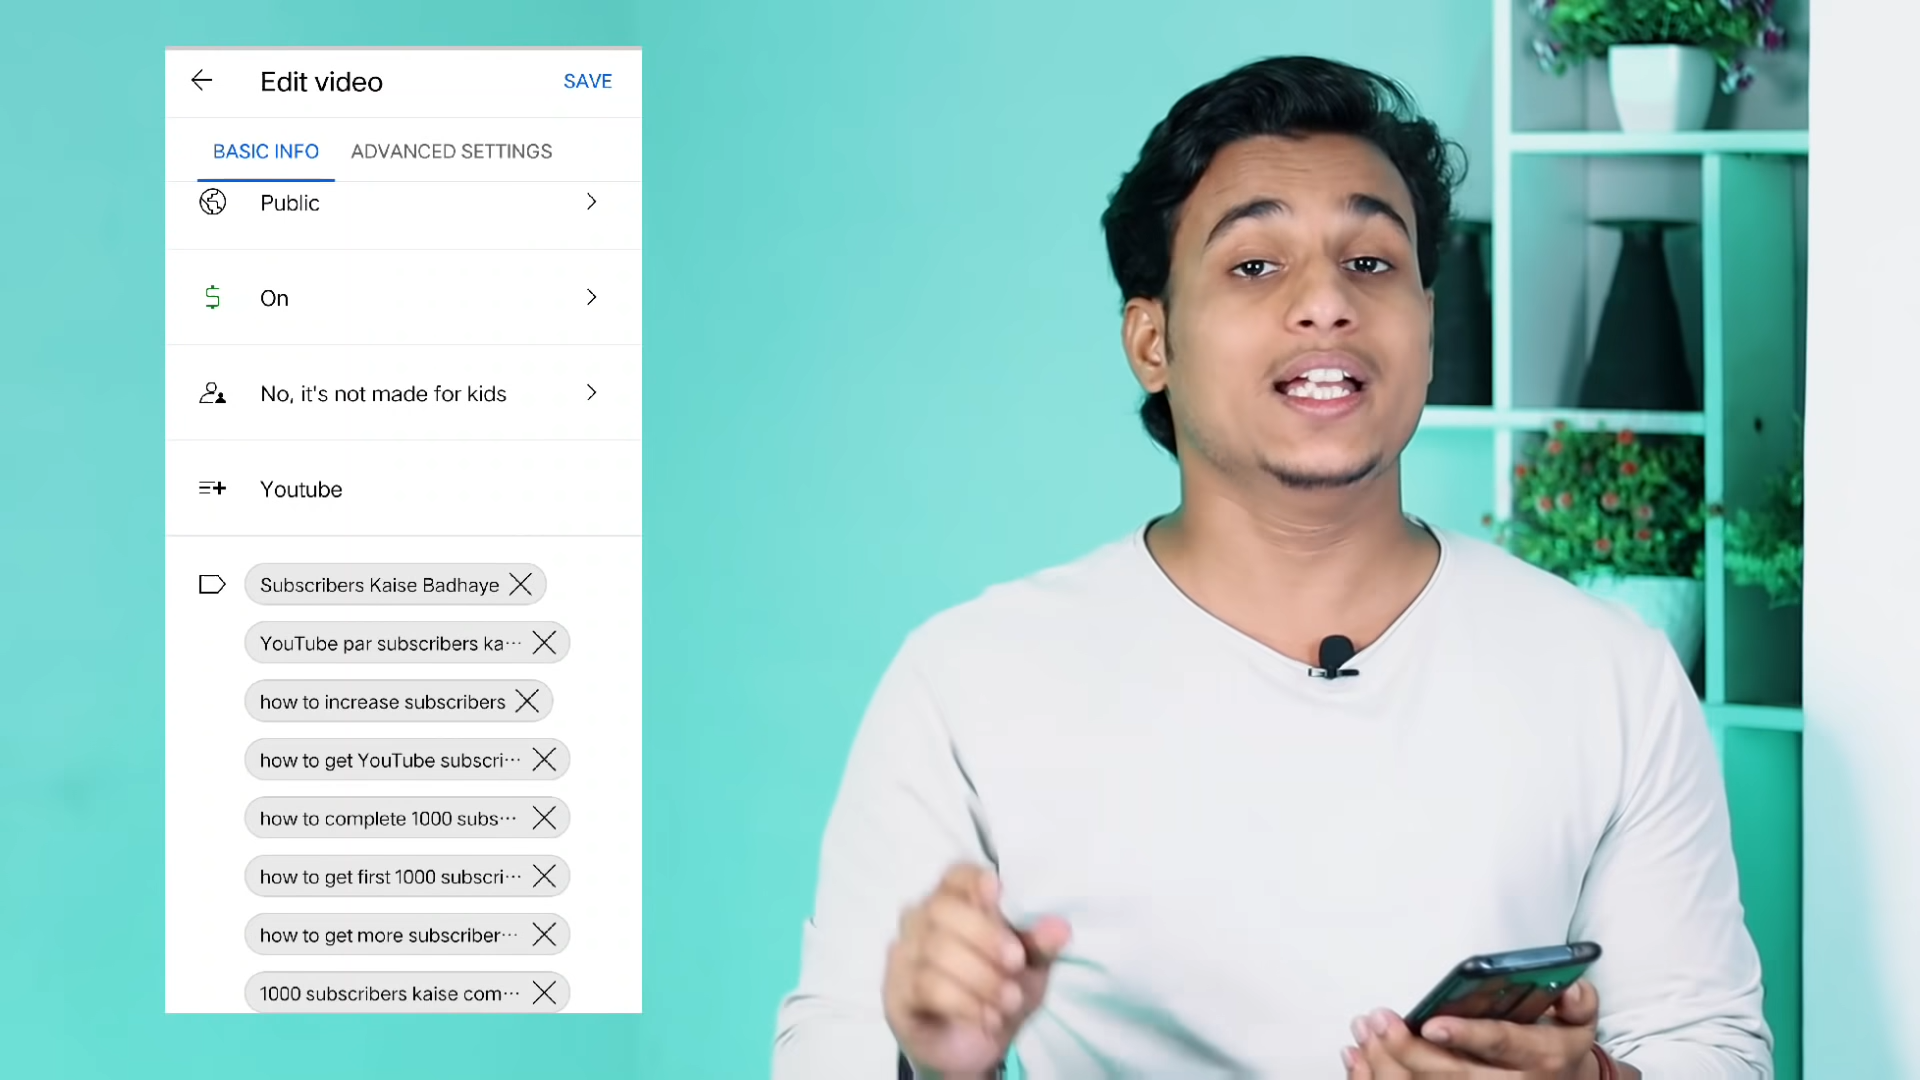 Edit video
SAVE
BASIC INFO
ADVANCED SETTINGS
Public
On
No, it's not made for kids
Youtube
Subscribers Kaise Badhaye
YouTube par subscribers ka...
how to increase subscribers
how to get YouTube subscri...
how to complete 1000 subs...
how to get first 1000 subscri...
how to get more subscriber...
1000 subscribers kaise com...